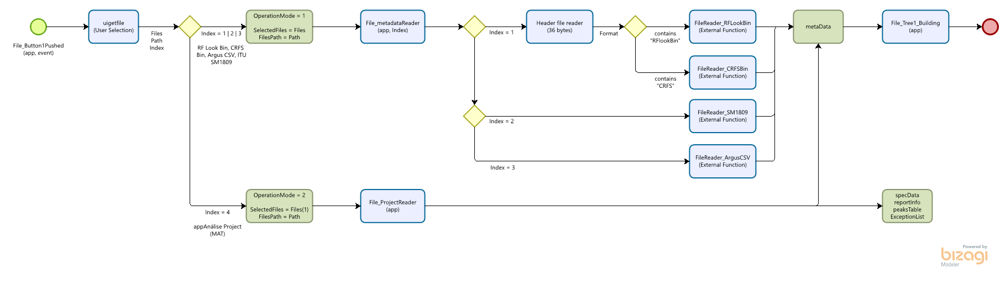 File_Button1Pushed
(app, event)
uigetfile
(User Selection)
Files
Path
Index
Index = 1 | 2 | 3
RF Look Bin, CRFS
Bin, Argus CSV, ITU
SM1809
OperationMode = 1
SelectedFiles = Files
FilesPath = Path
File_metadataReader
(app, Index)
Index = 1
Header file reader
(36 bytes)
Format
contains
"RFlookBin"
FileReader_RFLookBin
(External Function)
metaData
File_Tree1_Building
(app)
contains
"CRFS"
FileReader_CRFSBin
(External Function)
Index = 2
FileReader_SM1809
(External Function)
Index = 3
FileReader_ArgusCSV
(External Function)
Index = 4
appAnálise Project
(MAT)
OperationMode = 2
SelectedFiles = Files(1)
FilesPath = Path
File_ProjectReader
(app)
specData
reportInfo
peaksTable
ExceptionList
Powered by
bizagi
Modeler